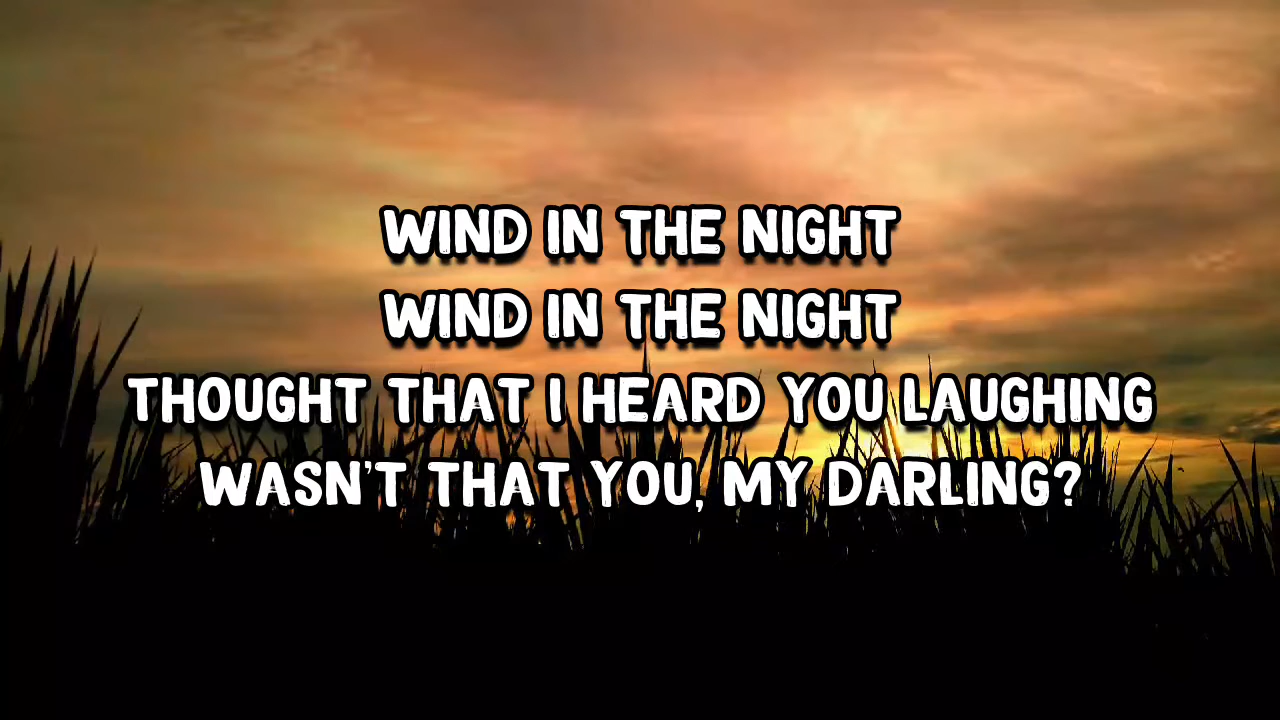 WIND IN THE NIGHT
WIND IN THE NIGHT
THOUGHT THAT I HEARD YOU LAUGHING
WASN'T THAT YOU, MY DARLING?